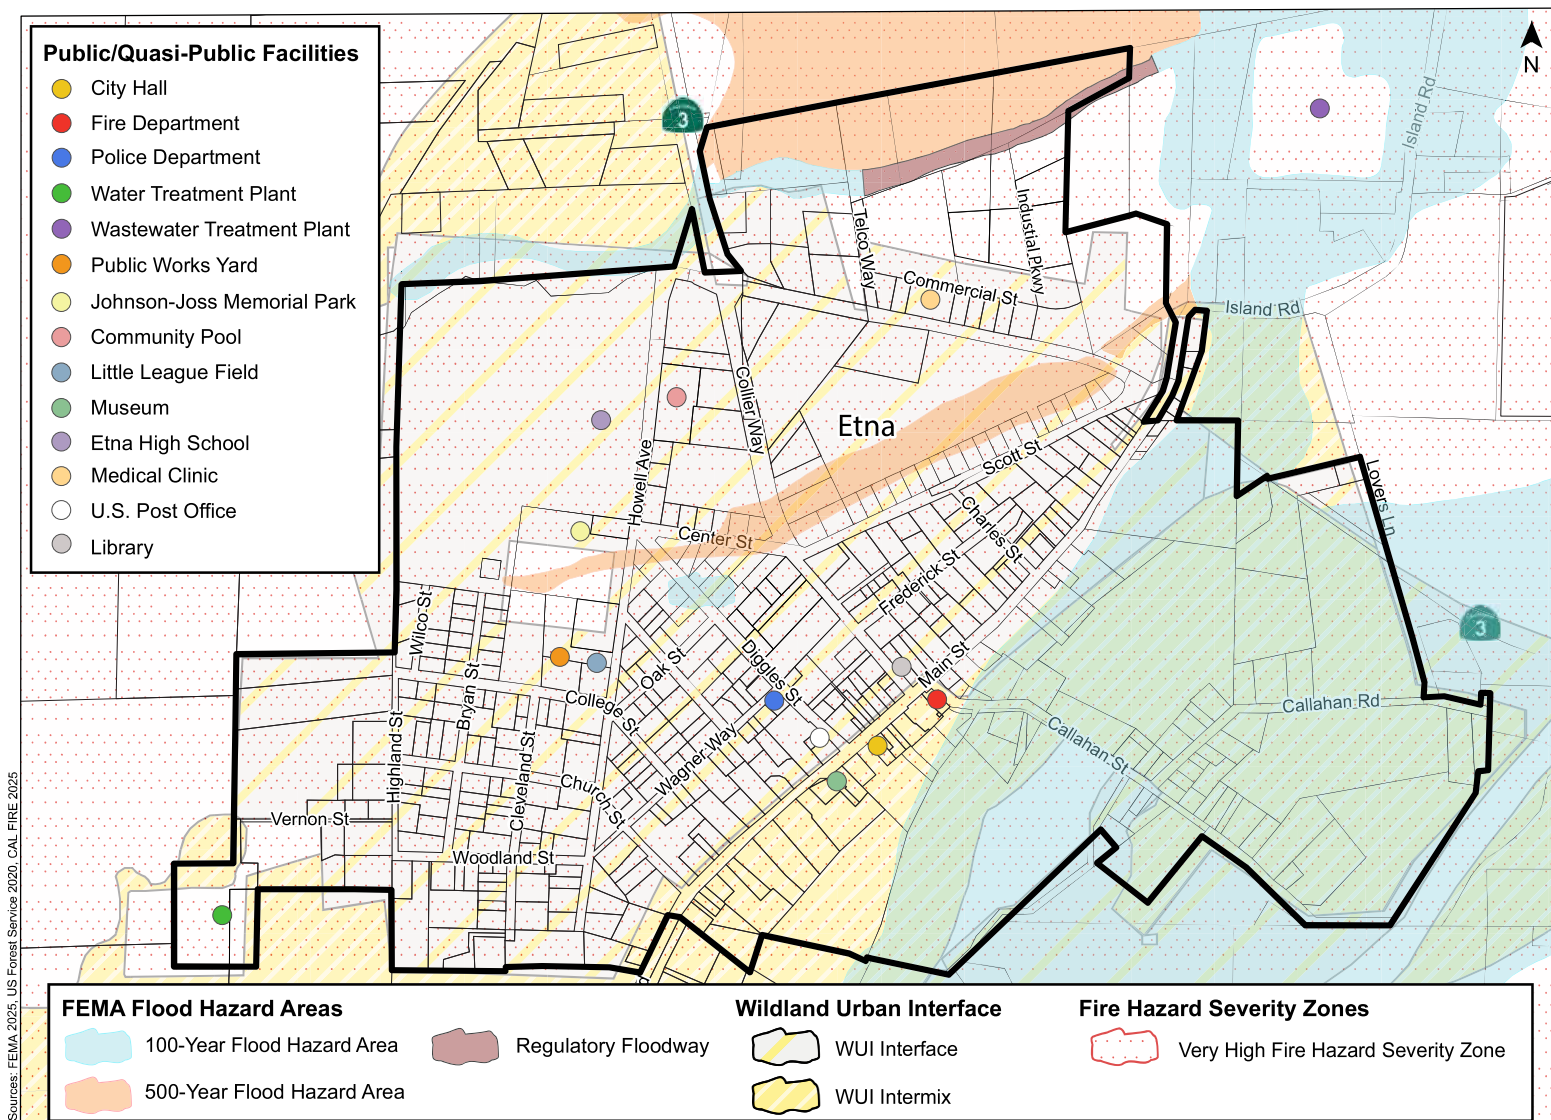 Public/Quasi-Public Facilities
City Hall
Fire Department
Police Department
Water Treatment Plant
Wastewater Treatment Plant
Public Works Yard
Johnson-Joss Memorial Park
Community Pool
Little League Field
Museum
Etna High School
Medical Clinic
U.S. Post Office
Library
N
3
Island Rd
Telco Way
Industial Pkwy
Commercial St
Island Rd
Collier Way
Etna
Howell Ave
Scott St
Lovers Ln
Center St
Charles St
Frederick St
Wilco St
3
Oak St
Diggles St
Main St
Bryan St
College St
Callahan Rd
Callahan St
Highland St
Wagner Way
Cleveland St
Church St
Vernon St
Woodland St
Sources: FEMA 2025, US Forest Service 2020, CAL FIRE 2025
FEMA Flood Hazard Areas
100-Year Flood Hazard Area
500-Year Flood Hazard Area
Regulatory Floodway
Wildland Urban Interface
WUI Interface
WUI Intermix
Fire Hazard Severity Zones
Very High Fire Hazard Severity Zone